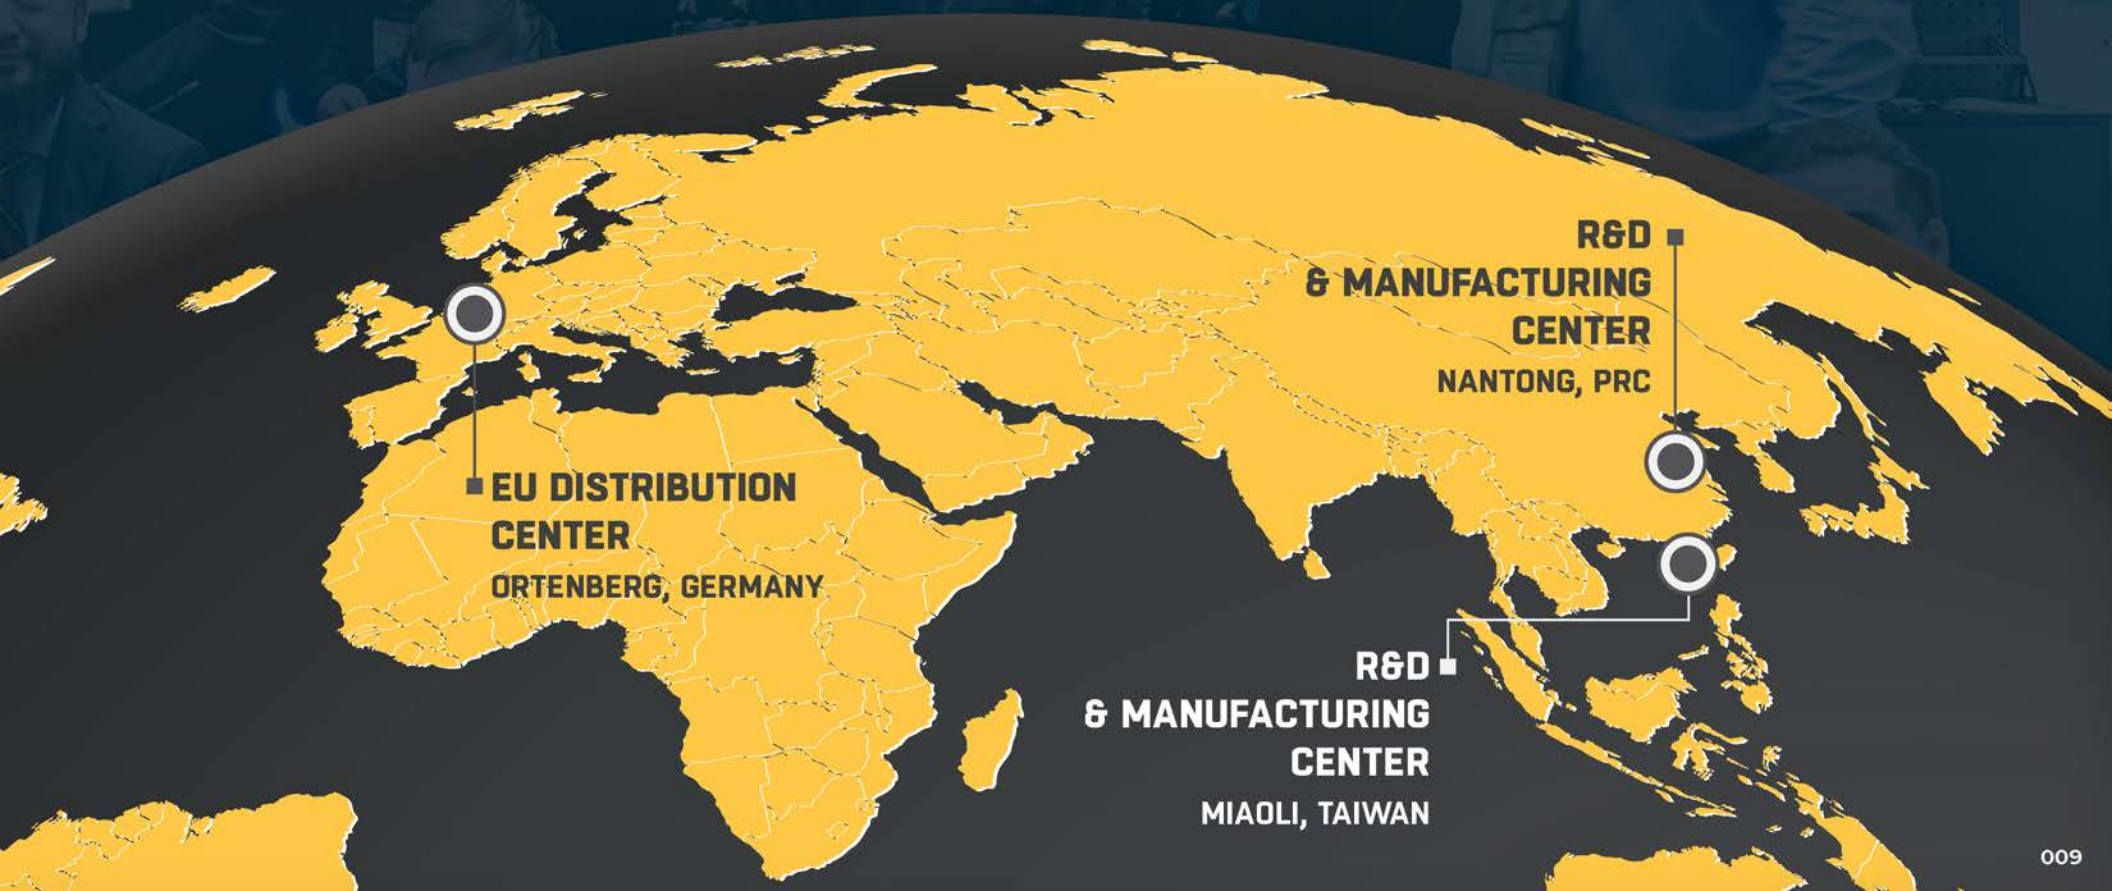 R&D
& MANUFACTURING
CENTER
NANTONG, PRC
EU DISTRIBUTION
CENTER
ORTENBERG, GERMANY
R&D
& MANUFACTURING
CENTER
MIAOLI, TAIWAN
009